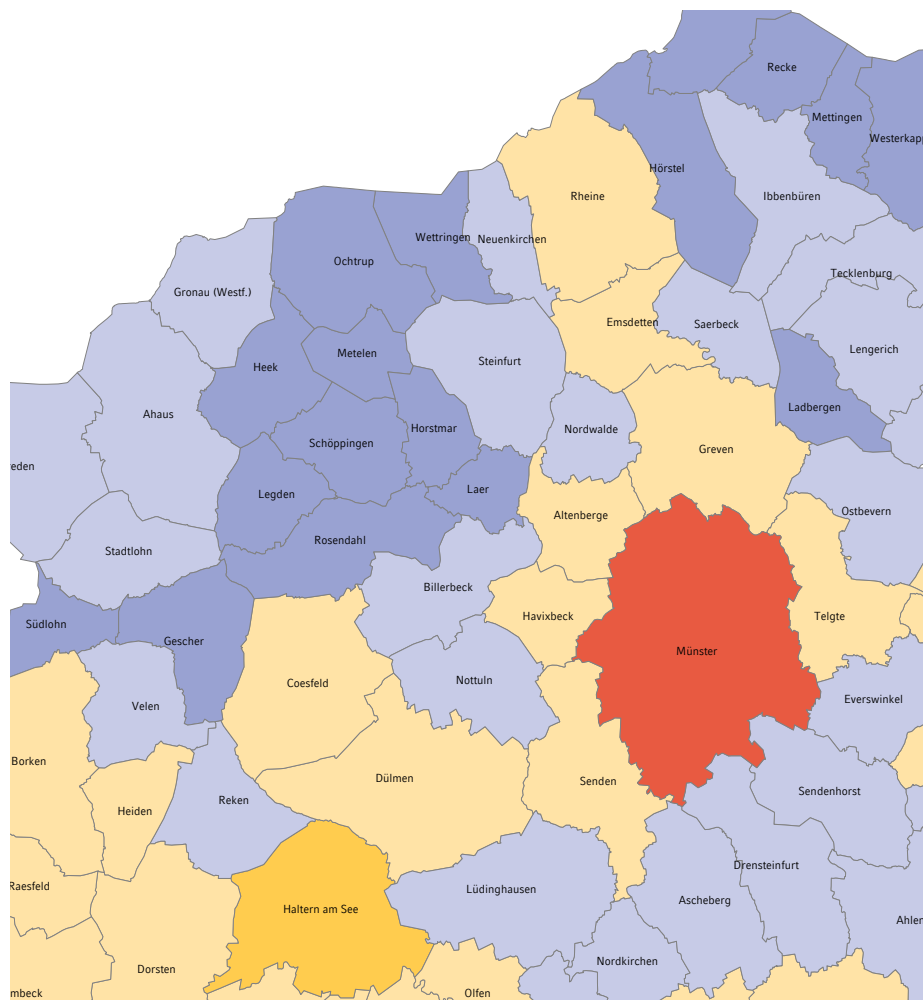 Recke
Mettingen
Westerkapp
Hörstel
Rheine
Ibbenbüren
Wettringen
Neuenkirchen
Ochtrup
Tecklenburg
Gronau (Westf.)
Emsdetten
Saerbeck
Metelen
Lengerich
Steinfurt
Heek
Ladbergen
Ahaus
Horstmar
Nordwalde
Schöppingen
Greven
eden
Laer
Legden
Ostbevern
Altenberge
Rosendahl
Stadtlohn
Billerbeck
Havixbeck
Telgte
Südlohn
Gescher
Münster
Nottuln
Coesfeld
Everswinkel
Velen
Borken
Dülmen
Senden
Sendenhorst
Reken
Heiden
Drensteinfurt
Raesfeld
Lüdinghausen
Ascheberg
Haltern am See
Ahlen
Nordkirchen
Dorsten
mbeck
Olfen